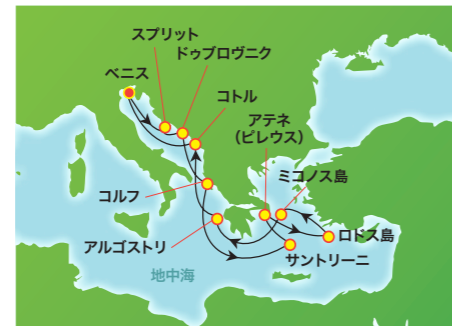 スプリット
ドゥブロヴニク
ベニス
コトル
アテネ
(ピレウス)
ミコノス島
コルフ
アルゴストリ
ロドス島
サントリーニ
地中海